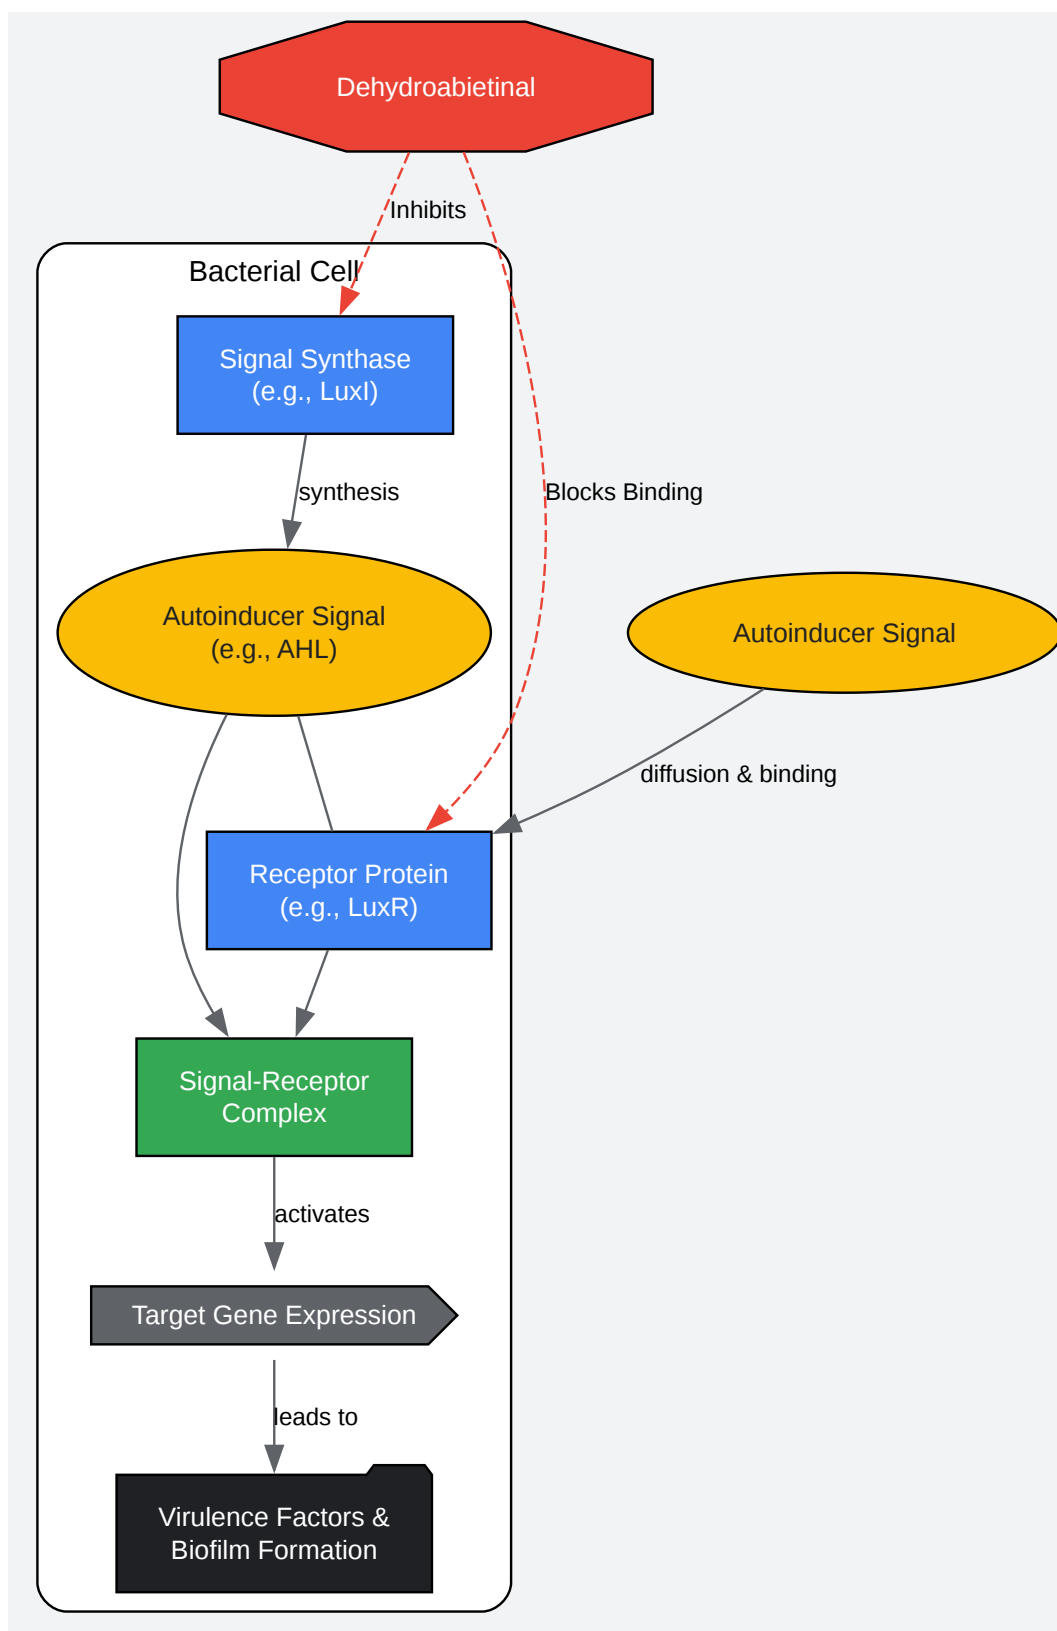 Dehydroabietinal
Inhibits
Bacterial Cell
Signal Synthase
(e.g., LuxI)
synthesis
Blocks Binding
Autoinducer Signal
(e.g., AHL)
Autoinducer Signal
diffusion & binding
Receptor Protein
(e.g., LuxR)
Signal-Receptor
Complex
activates
Target Gene Expression
leads to
Virulence Factors &
Biofilm Formation